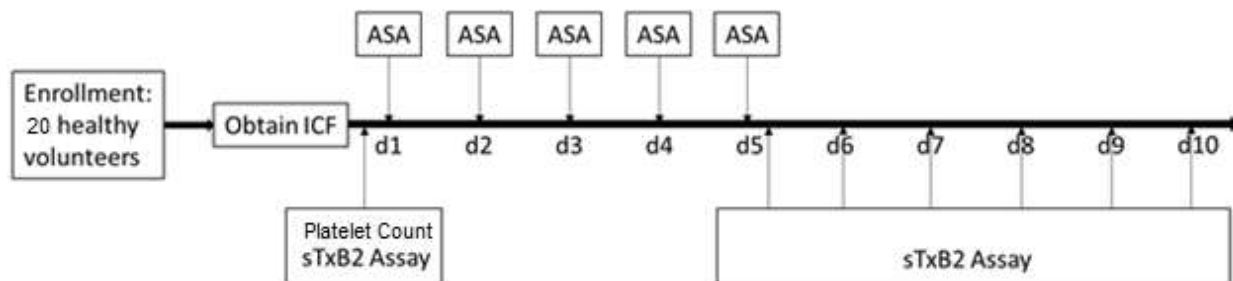 ASA
ASA
ASA
ASA
ASA
Enrollment:
20 healthy
volunteers
Obtain ICF
d1
d2
d3
d4
d5
d6
d7
d8
d9
d10
Platelet Count
sTxB2 Assay
sTxB2 Assay